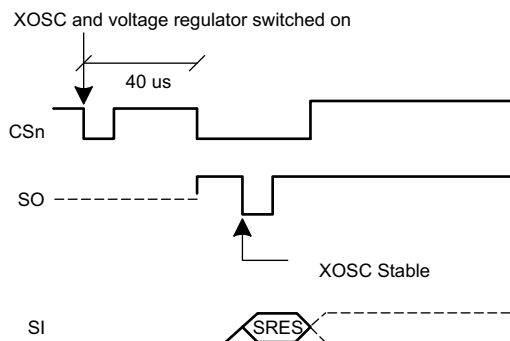 XOSC and voltage regulator switched on
40 us
CSn
SO
XOSC Stable
SI
SRES